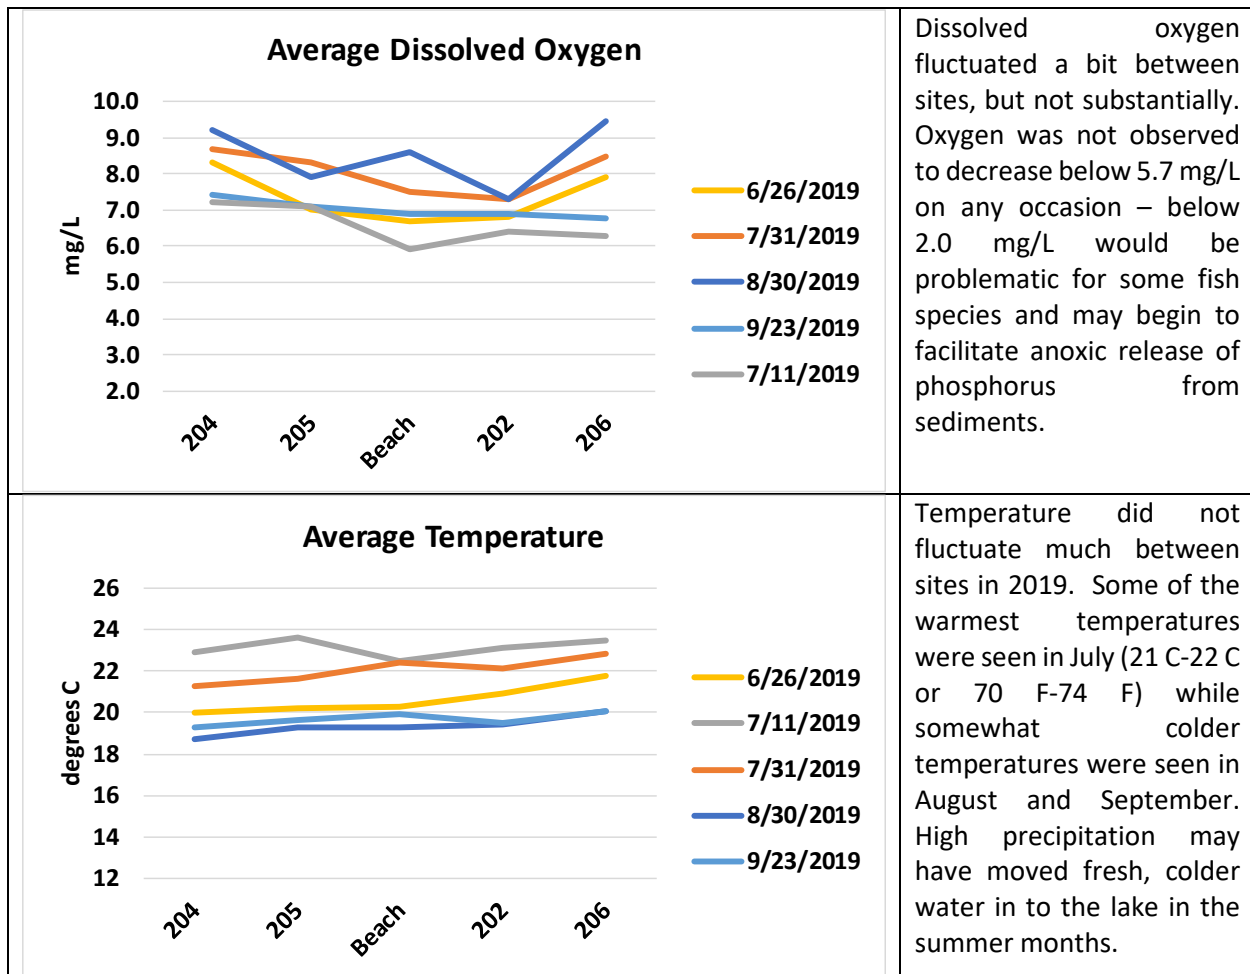 Average Dissolved Oxygen
10.0
9.0
8.0
7.0
6.0
5.0
4.0
3.0
2.0
mg/L
204
205
Beach
202
206
6/26/2019
7/31/2019
8/30/2019
9/23/2019
7/11/2019
Dissolved oxygen
fluctuated a bit between
sites, but not substantially.
Oxygen was not observed
to decrease below 5.7 mg/L
on any occasion – below
2.0 mg/L would be
problematic for some fish
species and may begin to
facilitate anoxic release of
phosphorus from
sediments.
Average Temperature
26
24
22
20
18
16
14
12
degrees C
204
205
Beach
202
206
6/26/2019
7/11/2019
7/31/2019
8/30/2019
9/23/2019
Temperature did not
fluctuate much between
sites in 2019. Some of the
warmest temperatures
were seen in July (21 C-22 C
or 70 F-74 F) while
somewhat colder
temperatures were seen in
August and September.
High precipitation may
have moved fresh, colder
water in to the lake in the
summer months.